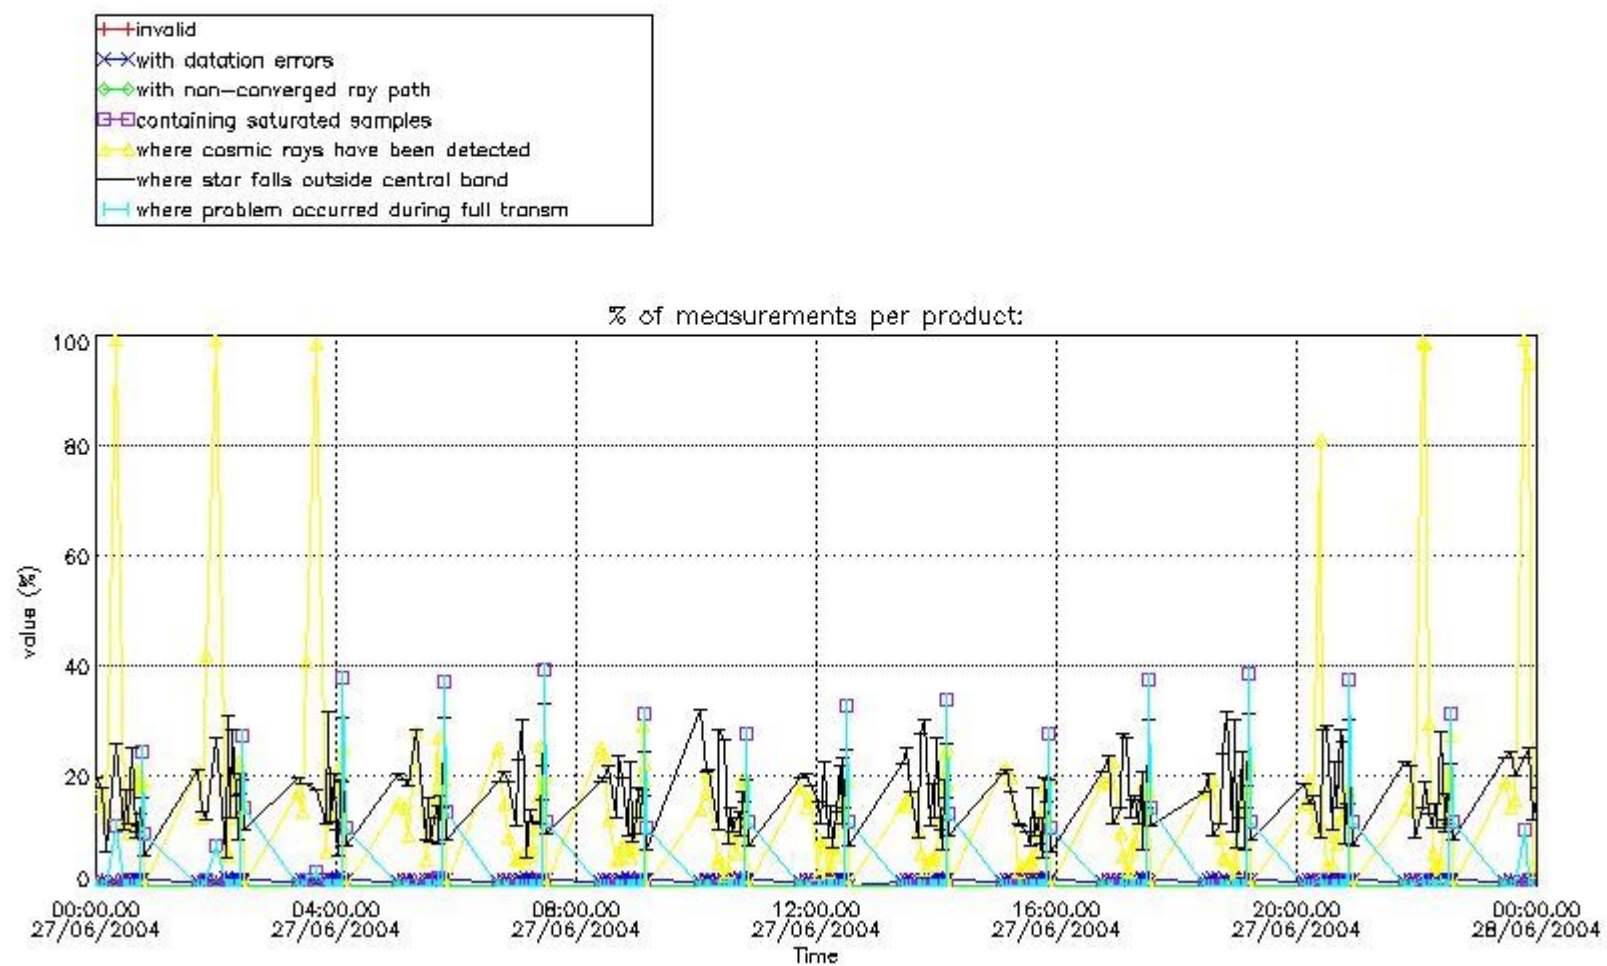 invalid
with datation errors
with non-converged ray path
containing saturated samples
where cosmic rays have been detected
where star falls outside central band
where problem occurred during full transm
% of measurements per product:
100
80
60
40
20
0
value (%)
00:00:00 04:00:00 08:00:00 12:00:00 16:00:00 20:00:00 00:00:00
27/06/2004 27/06/2004 27/06/2004 27/06/2004 27/06/2004 27/06/2004 28/06/2004
Time